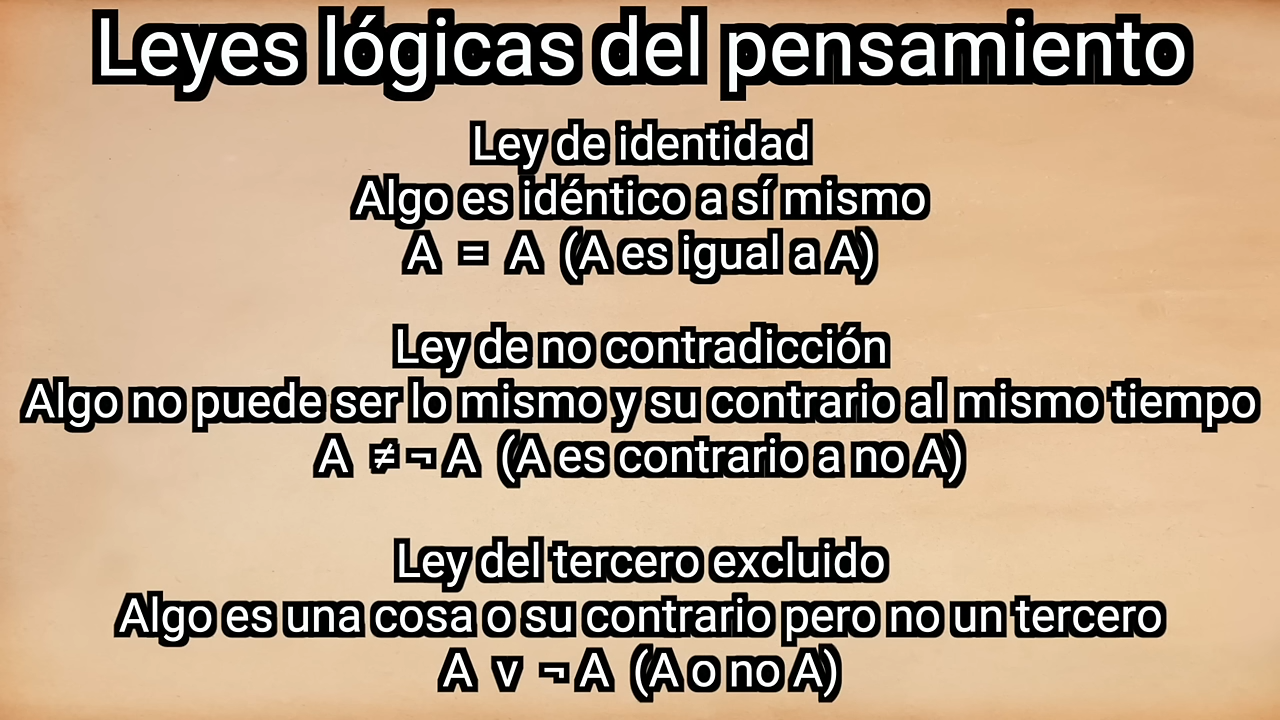 Leyes lógicas del pensamiento
Ley de identidad
Algo es idéntico a sí mismo
A = A (A es igual a A)
Ley de no contradicción
Algo no puede ser lo mismo y su contrario al mismo tiempo
A ≠ ¬ A (A es contrario a no A)
Ley del tercero excluido
Algo es una cosa o su contrario pero no un tercero
A v ¬ A (A o no A)